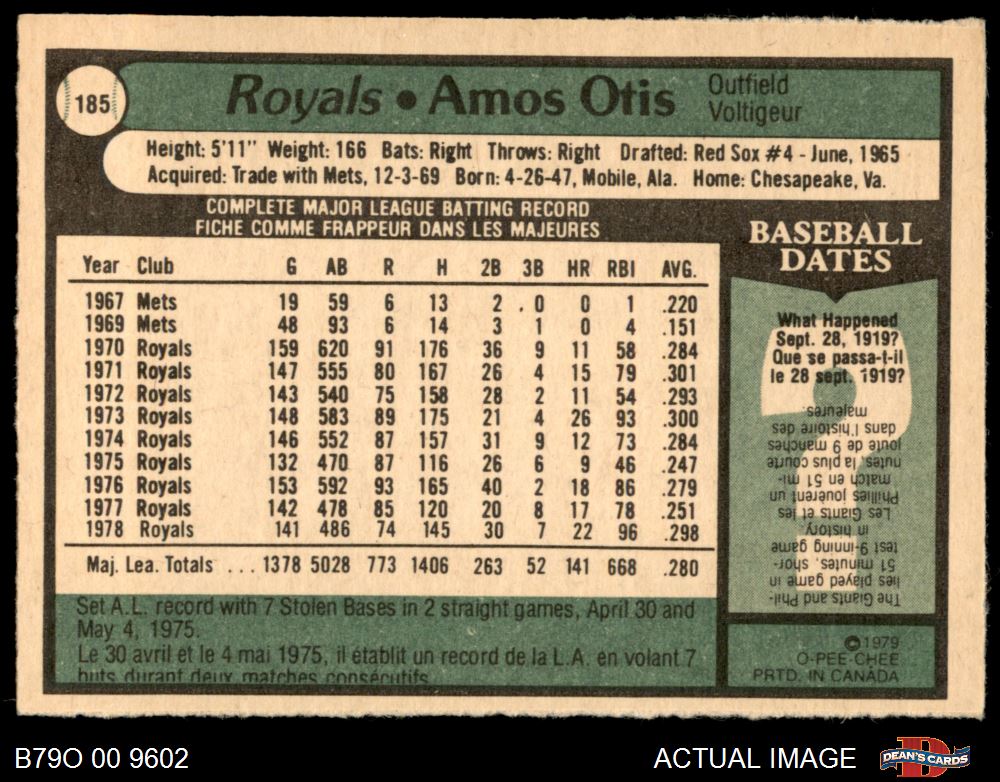 185
Royals • Amos Otis
Outfield
Voltigeur
Height: 5'11" Weight: 166 Bats: Right Throws: Right Drafted: Red Sox #4 - June, 1965
Acquired: Trade with Mets, 12-3-69 Born: 4-26-47, Mobile, Ala. Home: Chesapeake, Va.
COMPLETE MAJOR LEAGUE BATTING RECORD
FICHE COMME FRAPPEUR DANS LES MAJEURES
Year Club G AB R H 2B 3B HR RBI AVG.
1967 Mets 19 59 6 13 2 0 0 1 .220
1969 Mets 48 93 6 14 3 1 0 4 .151
1970 Royals 159 620 91 176 36 9 11 58 .284
1971 Royals 147 555 80 167 26 4 15 79 .301
1972 Royals 143 540 75 158 28 2 11 54 .293
1973 Royals 148 583 89 175 21 4 26 93 .300
1974 Royals 146 552 87 157 31 9 12 73 .284
1975 Royals 132 470 87 116 26 6 9 46 .247
1976 Royals 153 592 93 165 40 2 18 86 .279
1977 Royals 142 478 85 120 20 8 17 78 .251
1978 Royals 141 486 74 145 30 7 22 96 .298
Maj. Lea. Totals ... 1378 5028 773 1406 263 52 141 668 .280
Set A.L. record with 7 Stolen Bases in 2 straight games, April 30 and
May 4, 1975.
Le 30 avril et le 4 mai 1975, il établit un record de la L.A. en volant 7
buts durant deux matches consécutifs.
BASEBALL
DATES
What Happened
Sept. 28, 1919?
Que se passa-t-il
le 28 sept. 1919?
The Giants and Phil-
lies played game in
51 minutes, shor-
test 9-inning game
in history.
Les Giants et les
Phillies jouèrent un
match en 51 mi-
nutes, la plus courte
joute de 9 manches
dans l'histoire des
majeures.
©1979
O-PEE-CHEE
PRTD. IN CANADA
B79O 00 9602
ACTUAL IMAGE
DEAN'S CARDS